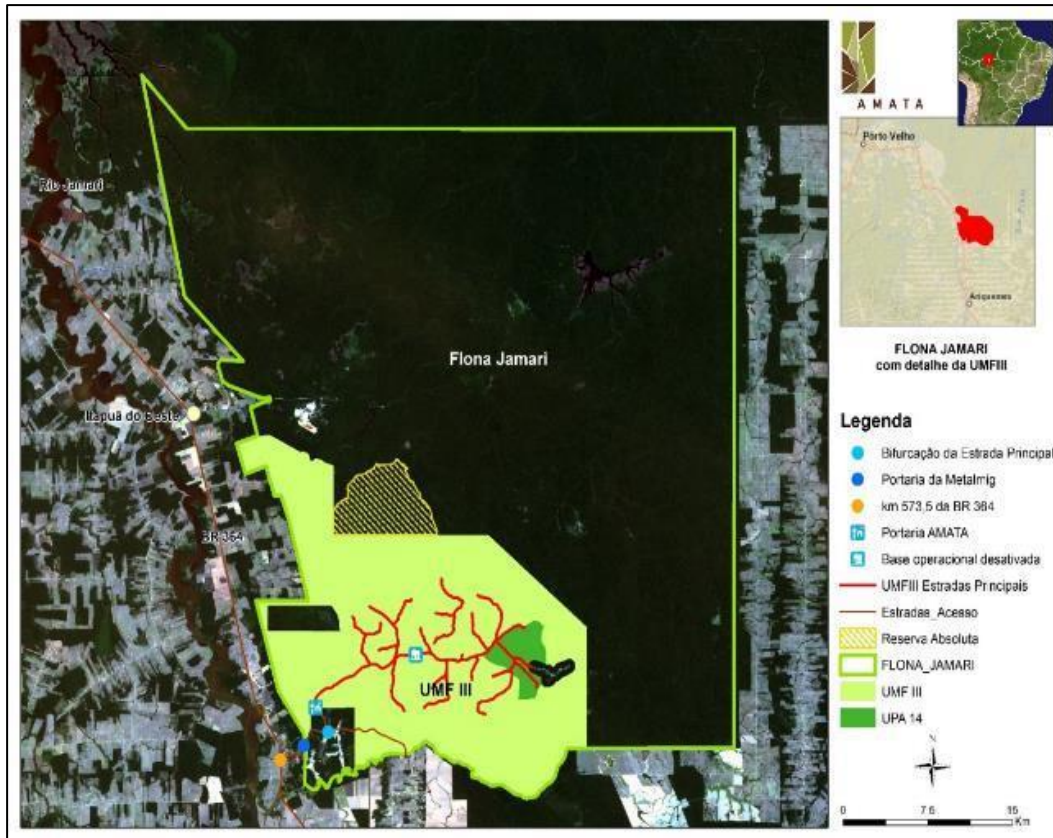 AMATA
Porto Velho
Ariquemes
FLONA JAMARI
com detalhe da UMFIII
Rio Jamari
Flona Jamari
Itapuã do Oeste
BR 364
UMF III
Legenda
Bifurcação da Estrada Principal
Portaria da Metalmig
km 573,5 da BR 364
Portaria AMATA
Base operacional desativada
UMFIII Estradas Principais
Estradas_Acesso
Reserva Absoluta
FLONA_JAMARI
UMF III
UPA 14
N
0 7 5 15
Km